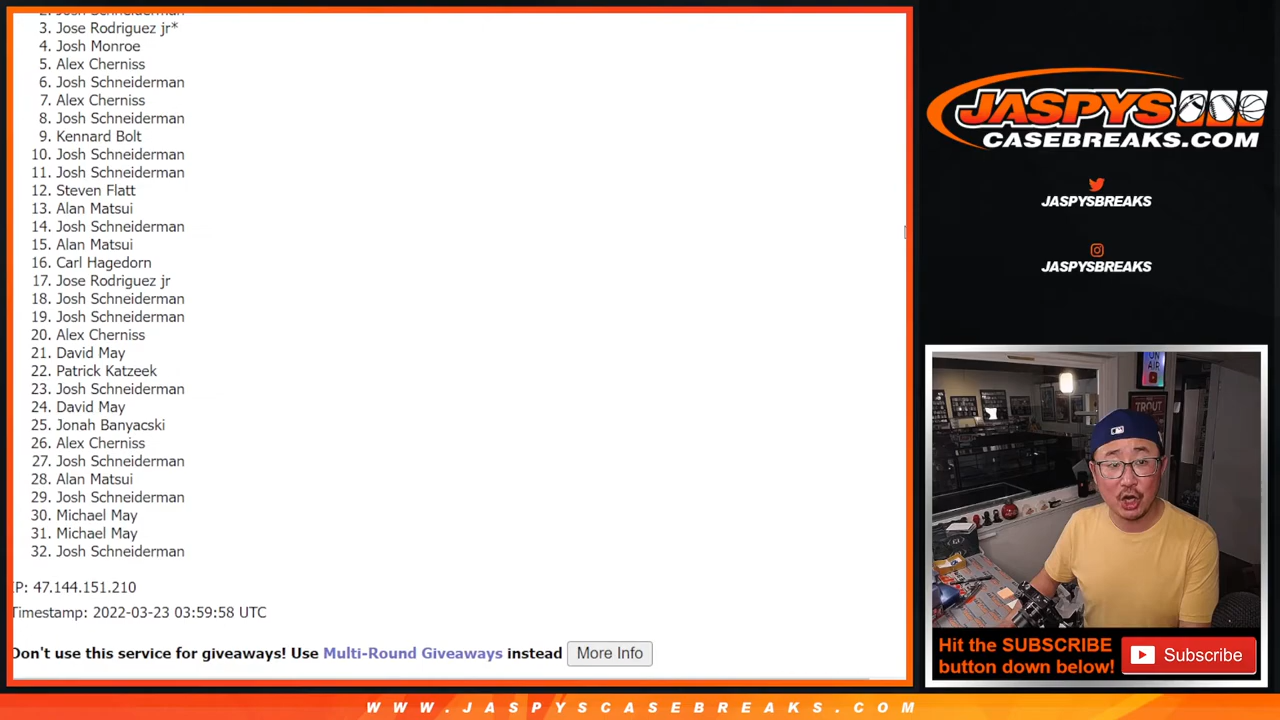 2. Josh Schneiderman
3. Jose Rodriguez jr*
4. Josh Monroe
5. Alex Cherniss
6. Josh Schneiderman
7. Alex Cherniss
8. Josh Schneiderman
9. Kennard Bolt
10. Josh Schneiderman
11. Josh Schneiderman
12. Steven Flatt
13. Alan Matsui
14. Josh Schneiderman
15. Alan Matsui
16. Carl Hagedorn
17. Jose Rodriguez jr
18. Josh Schneiderman
19. Josh Schneiderman
20. Alex Cherniss
21. David May
22. Patrick Katzeek
23. Josh Schneiderman
24. David May
25. Jonah Banyacski
26. Alex Cherniss
27. Josh Schneiderman
28. Alan Matsui
29. Josh Schneiderman
30. Michael May
31. Michael May
32. Josh Schneiderman
IP: 47.144.151.210
Timestamp: 2022-03-23 03:59:58 UTC
Don't use this service for giveaways! Use Multi-Round Giveaways instead More Info
JASPYS
CASEBREAKS.COM
JASPYSBREAKS
JASPYSBREAKS
ON
AIR
TROUT
Hit the SUBSCRIBE
button down below!
Subscribe
WWW.JASPYSCASEBREAKS.COM